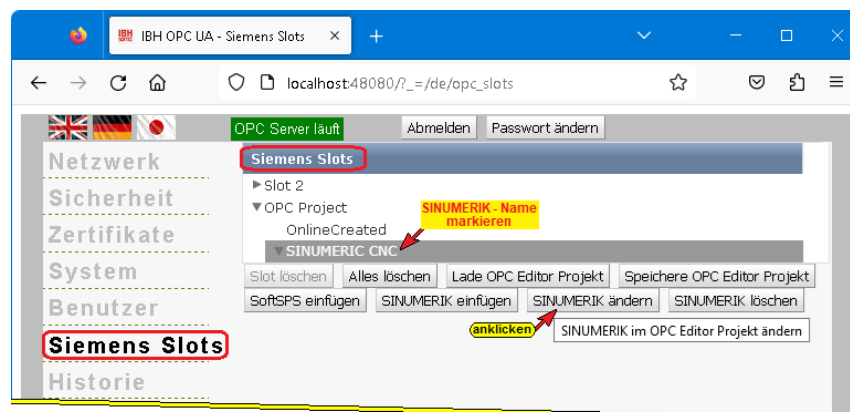 IBH OPC UA - Siemens Slots
localhost:48080/?_=/de/opc_slots
OPC Server läuft Abmelden Passwort ändern
Netzwerk
Sicherheit
Zertifikate
System
Benutzer
Siemens Slots
Historie
Siemens Slots
Slot 2
OPC Project
OnlineCreated
SINUMERIC CNC
SINUMERIK - Name
markieren
Slot löschen Alles löschen Lade OPC Editor Projekt Speichere OPC Editor Projekt
SoftSPS einfügen SINUMERIK einfügen SINUMERIK ändern SINUMERIK löschen
anklicken
SINUMERIK im OPC Editor Projekt ändern